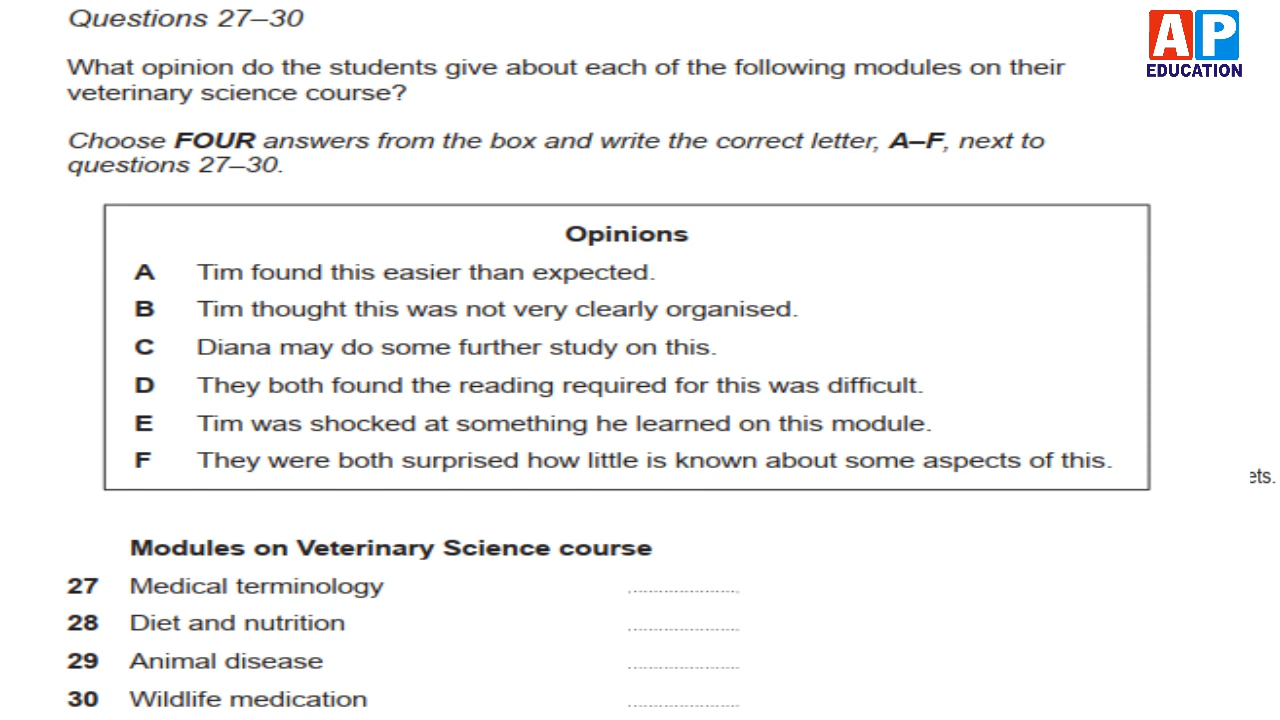 Questions 27–30
AP
EDUCATION
What opinion do the students give about each of the following modules on their
veterinary science course?
Choose FOUR answers from the box and write the correct letter, A–F, next to
questions 27–30.
Opinions
A Tim found this easier than expected.
B Tim thought this was not very clearly organised.
C Diana may do some further study on this.
D They both found the reading required for this was difficult.
E Tim was shocked at something he learned on this module.
F They were both surprised how little is known about some aspects of this.
ets.
Modules on Veterinary Science course
27 Medical terminology ........................
28 Diet and nutrition ........................
29 Animal disease ........................
30 Wildlife medication ........................